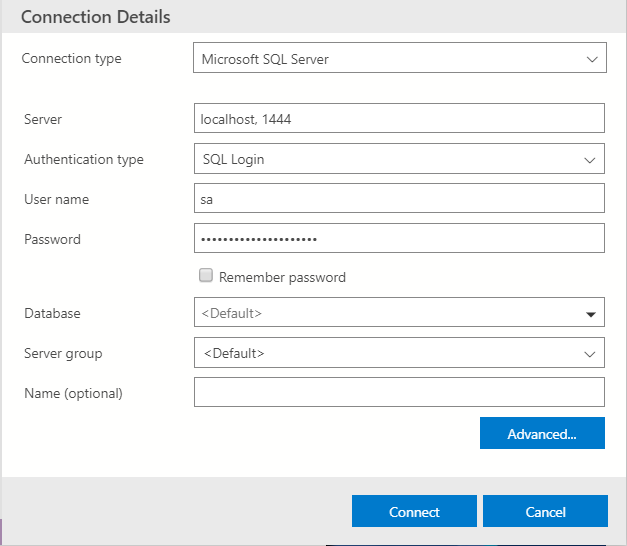 Connection Details
Connection type Microsoft SQL Server
Server localhost, 1444
Authentication type SQL Login
User name sa
Password •••••••••••••••••••••
Remember password
Database <Default>
Server group <Default>
Name (optional)
Advanced...
Connect Cancel